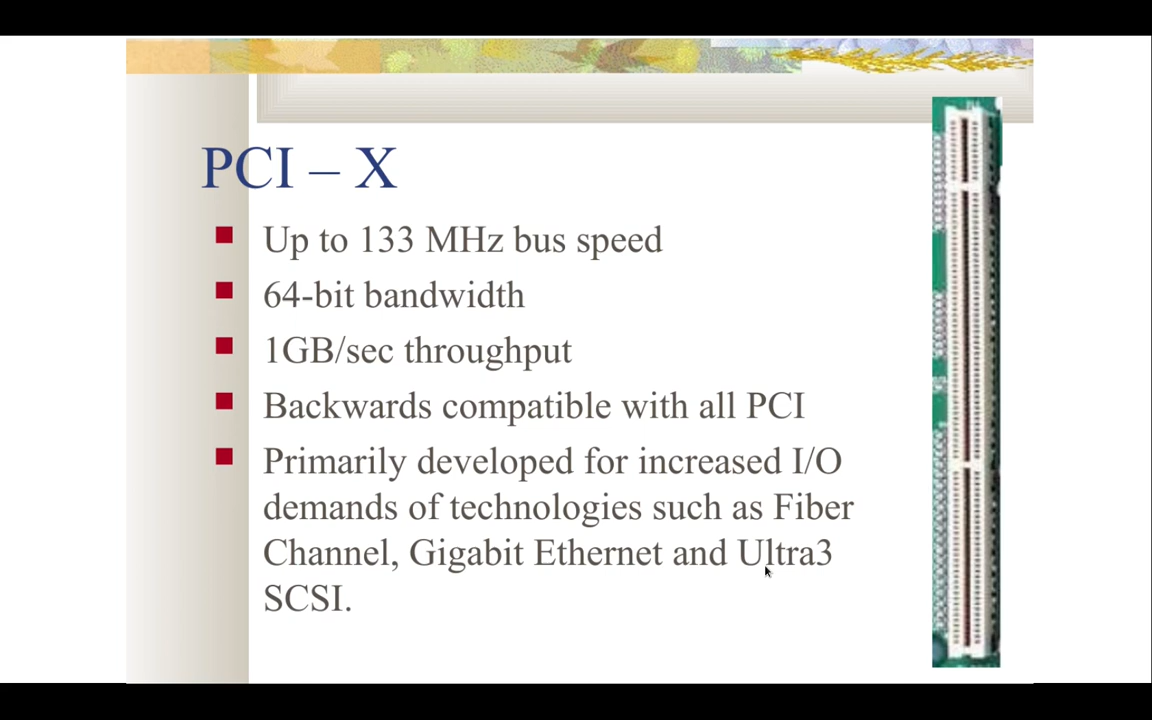 PCI – X
Up to 133 MHz bus speed
64-bit bandwidth
1GB/sec throughput
Backwards compatible with all PCI
Primarily developed for increased I/O
demands of technologies such as Fiber
Channel, Gigabit Ethernet and Ultra3
SCSI.